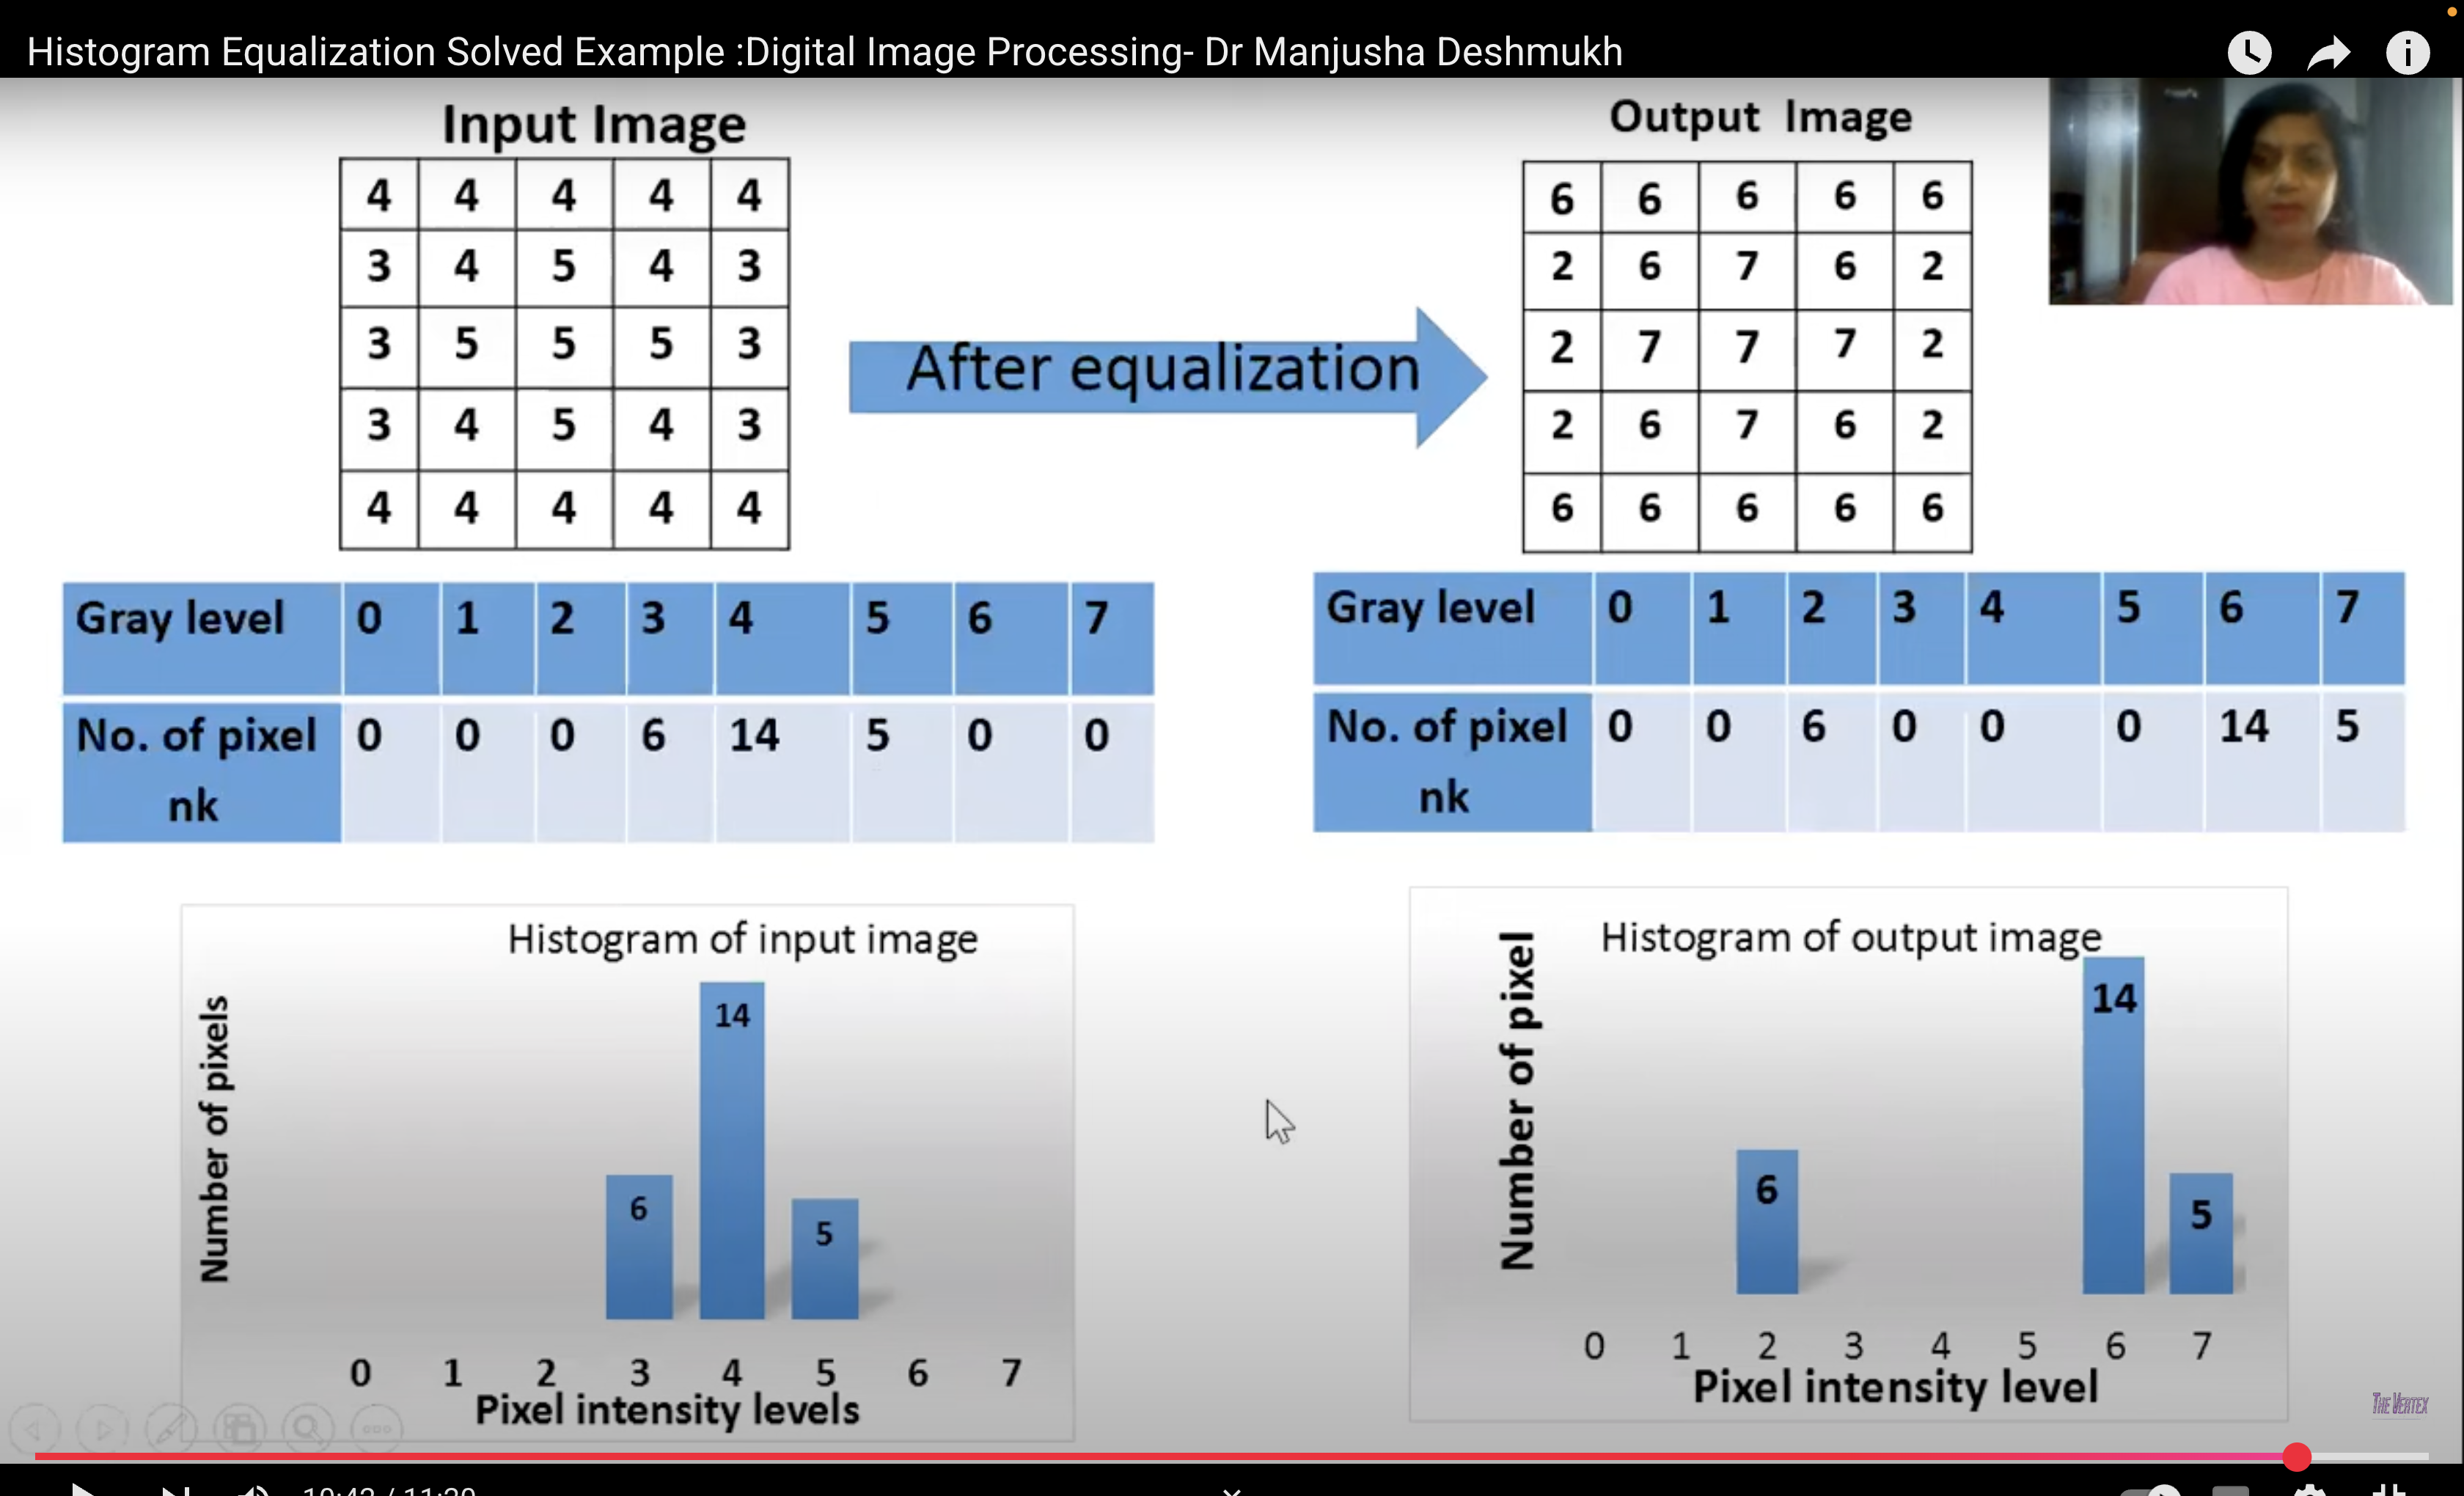 Histogram Equalization Solved Example :Digital Image Processing- Dr Manjusha Deshmukh
Input Image
4 4 4 4 4
3 4 5 4 3
3 5 5 5 3
3 4 5 4 3
4 4 4 4 4
After equalization
Output Image
6 6 6 6 6
2 6 7 6 2
2 7 7 7 2
2 6 7 6 2
6 6 6 6 6
Gray level 0 1 2 3 4 5 6 7
No. of pixel 0 0 0 6 14 5 0 0
nk
Gray level 0 1 2 3 4 5 6 7
No. of pixel 0 0 6 0 0 0 14 5
nk
Histogram of input image
Number of pixels
14
6
5
0 1 2 3 4 5 6 7
Pixel intensity levels
Histogram of output image
Number of pixel
14
6
5
0 1 2 3 4 5 6 7
Pixel intensity level
THE VERTEX